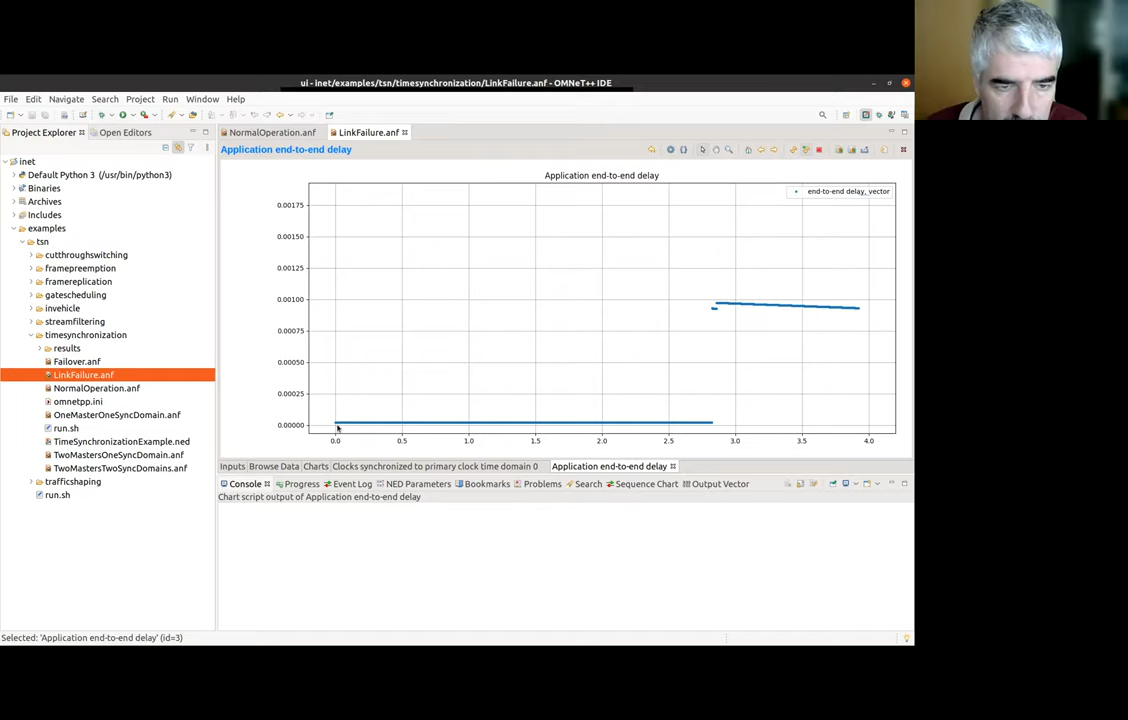 ui - inet/examples/tsn/timesynchronization/LinkFailure.anf - OMNeT++ IDE
File Edit Navigate Search Project Run Window Help
Project Explorer Open Editors
NormalOperation.anf LinkFailure.anf
Application end-to-end delay
inet
Default Python 3 (/usr/bin/python3)
Binaries
Archives
Includes
examples
tsn
cutthroughswitching
framepreemption
framereplication
gatescheduling
invehicle
streamfiltering
timesynchronization
results
Failover.anf
LinkFailure.anf
NormalOperation.anf
omnetpp.ini
OneMasterOneSyncDomain.anf
run.sh
TimeSynchronizationExample.ned
TwoMastersOneSyncDomain.anf
TwoMastersTwoSyncDomains.anf
trafficshaping
run.sh
Application end-to-end delay
end-to-end delay, vector
0.00175
0.00150
0.00125
0.00100
0.00075
0.00050
0.00025
0.00000
0.0 0.5 1.0 1.5 2.0 2.5 3.0 3.5 4.0
Inputs Browse Data Charts Clocks synchronized to primary clock time domain 0 Application end-to-end delay
Console Progress Event Log NED Parameters Bookmarks Problems Search Sequence Chart Output Vector
Chart script output of Application end-to-end delay
Selected: 'Application end-to-end delay' (id=3)